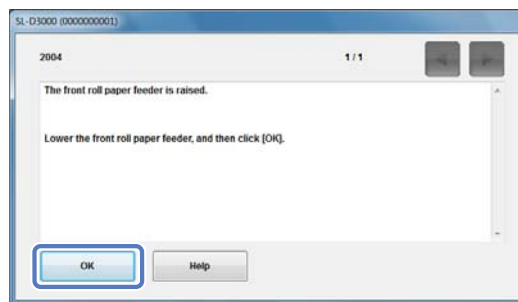 SL-D3000 (0000000001)
2004 1/1
The front roll paper feeder is raised.
Lower the front roll paper feeder, and then click [OK].
OK Help